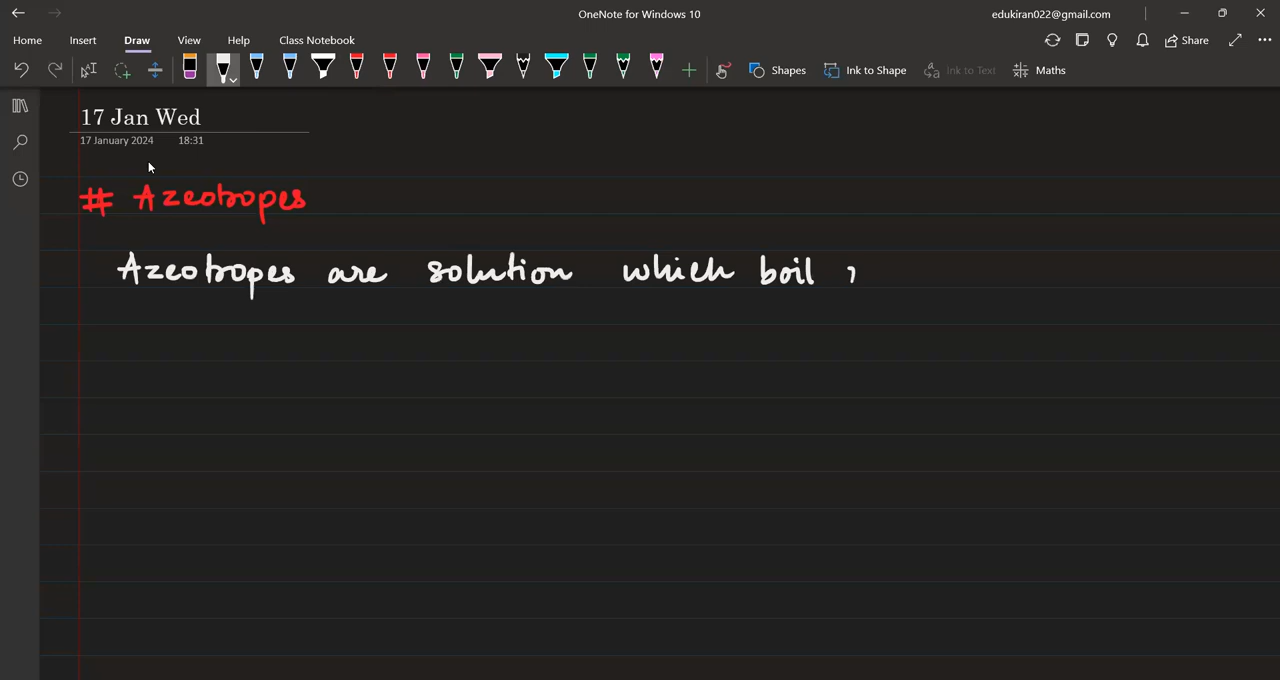 OneNote for Windows 10
edukiran022@gmail.com
Home Insert Draw View Help Class Notebook
Share
Shapes Ink to Shape Ink to Text Maths
17 Jan Wed
17 January 2024 18:31
# Azeotropes
Azeotropes are solution which boil